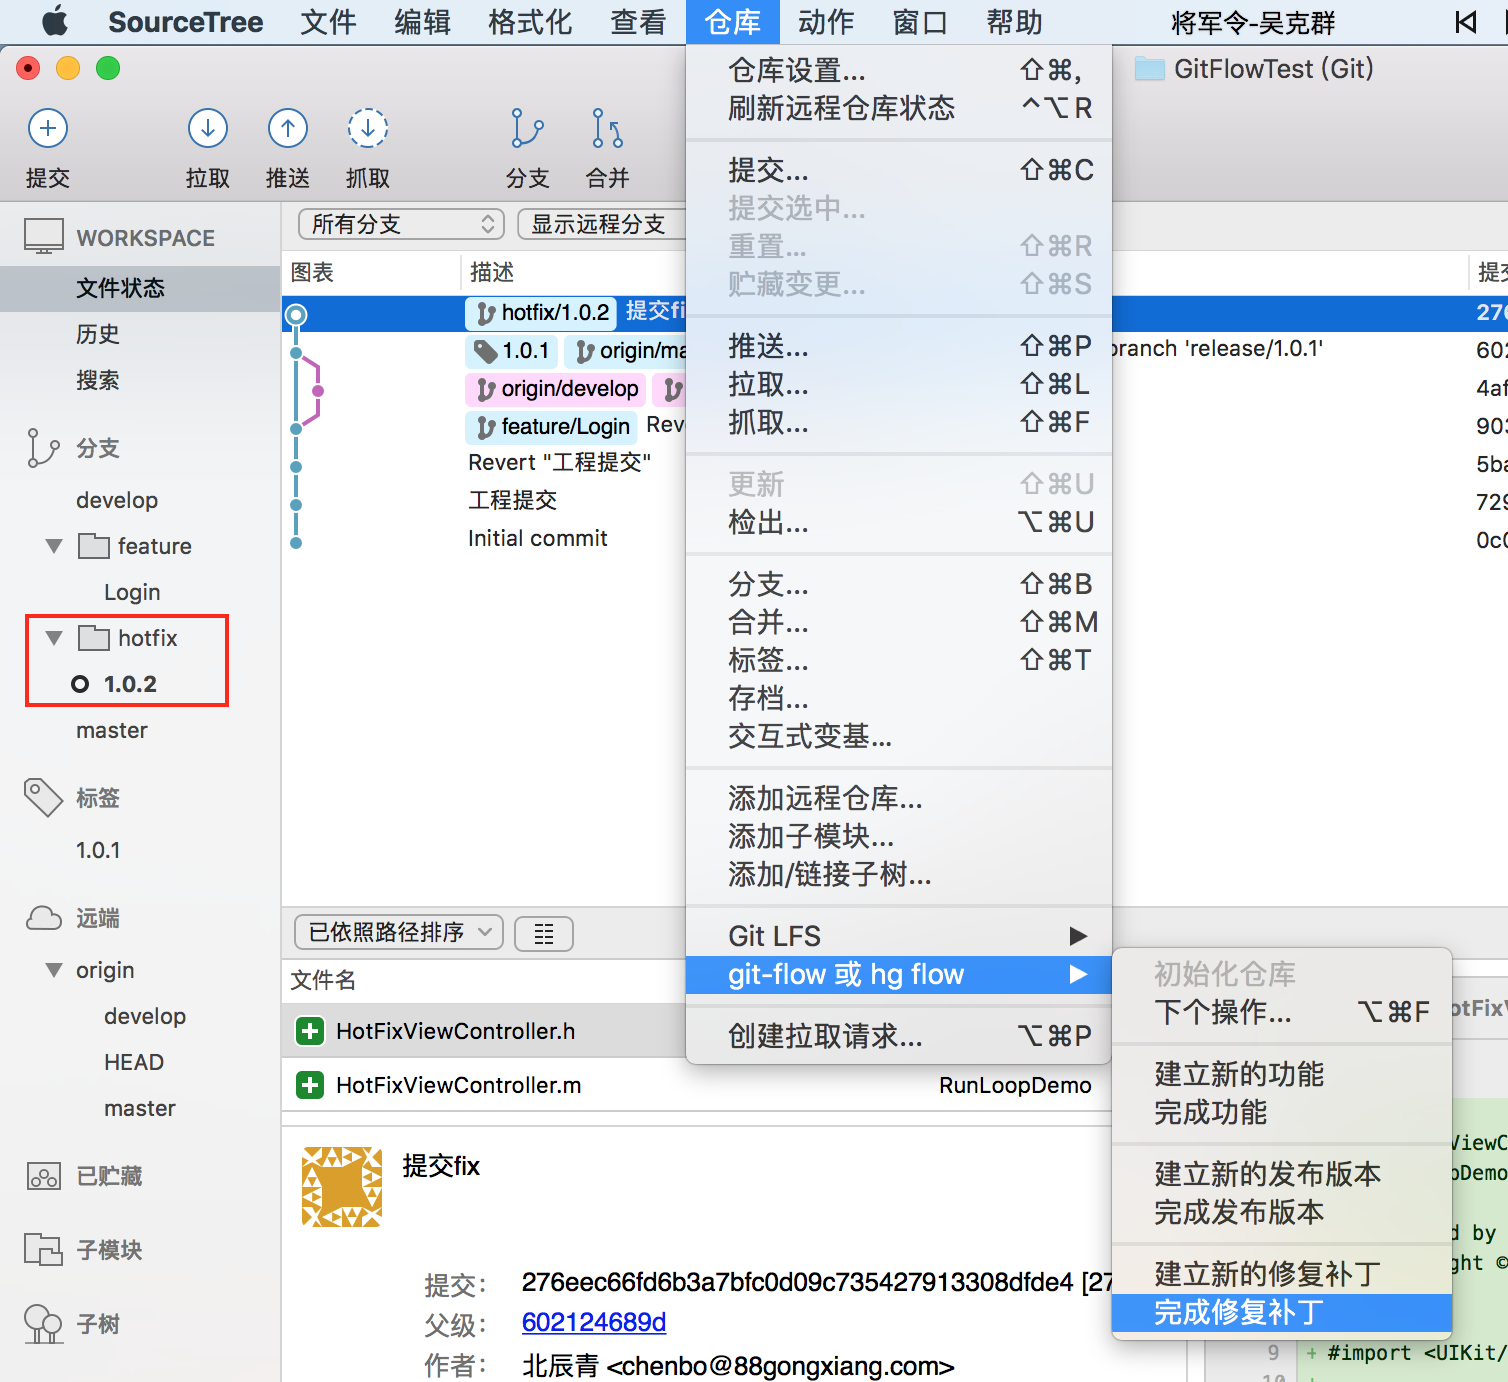 SourceTree 文件 编辑 格式化 查看 仓库 动作 窗口 帮助 将军令-吴克群
GitFlowTest (Git)
提交 拉取 推送 抓取 分支 合并
WORKSPACE
文件状态
历史
搜索
分支
develop
feature
Login
hotfix
1.0.2
master
标签
1.0.1
远端
origin
develop
HEAD
master
已贮藏
子模块
子树
所有分支 显示远程分支
图表 描述
hotfix/1.0.2 提交fi 276
1.0.1 origin/ma branch 'release/1.0.1' 602
origin/develop 4af
feature/Login Rev 903
Revert "工程提交" 5ba
工程提交 729
Initial commit 0c0
仓库设置... ⇧⌘,
刷新远程仓库状态 ^⌥R
提交... ⇧⌘C
提交选中...
重置... ⇧⌘R
贮藏变更... ⇧⌘S
推送... ⇧⌘P
拉取... ⇧⌘L
抓取... ⇧⌘F
更新 ⇧⌘U
检出... ⌥⌘U
分支... ⇧⌘B
合并... ⇧⌘M
标签... ⇧⌘T
存档...
交互式变基...
添加远程仓库...
添加子模块...
添加/链接子树...
Git LFS
git-flow 或 hg flow
创建拉取请求... ⌥⌘P
初始化仓库
下个操作... ⌥⌘F
建立新的功能
完成功能
建立新的发布版本
完成发布版本
建立新的修复补丁
完成修复补丁
已依照路径排序
文件名
HotFixViewController.h
HotFixViewController.m RunLoopDemo
提交fix
提交: 276eec66fd6b3a7bfc0d09c735427913308dfde4 [27
父级: 602124689d
作者: 北辰青 <chenbo@88gongxiang.com>
otFixV
ViewC
pDemo
d by
ght ©
9 + #import <UIKit/